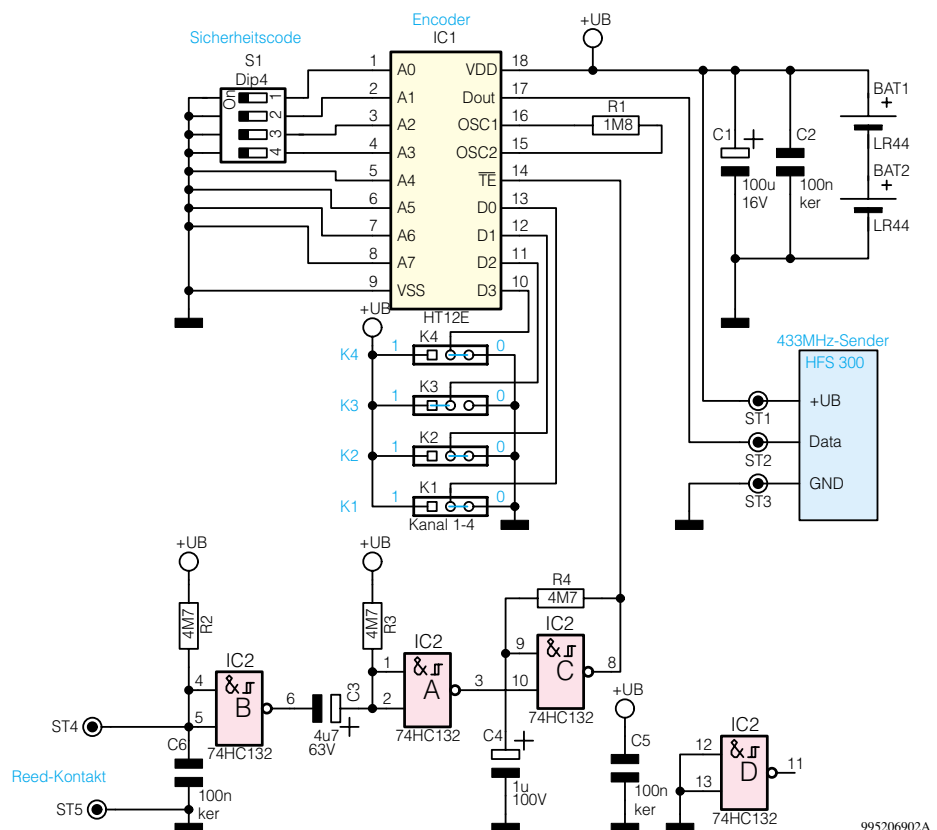 Sicherheitscode
S1
Dip4
On
1
2
3
4
Encoder
IC1
1 A0 VDD 18
2 A1 Dout 17
3 A2 OSC1 16
4 A3 OSC2 15
5 A4 TE 14
6 A5 D0 13
7 A6 D1 12
8 A7 D2 11
9 VSS D3 10
HT12E
R1
1M8
+UB
C1
+
100u
16V
C2
100n
ker
BAT1
+
LR44
BAT2
+
LR44
+UB
K4 1 K4 0
K3 1 K3 0
K2 1 K2 0
K1 1 K1 0
Kanal 1-4
433MHz-Sender
HFS 300
ST1 +UB
ST2 Data
ST3 GND
+UB
4M7
R2
ST4
Reed-Kontakt
ST5
C6
100n
ker
IC2
4
5
&
B
6
74HC132
C3
+
4u7
63V
+UB
4M7
R3
IC2
1
2
&
A
3
74HC132
R4
4M7
IC2
9
10
&
C
8
74HC132
C4
+
1u
100V
+UB
C5
100n
ker
IC2
12
13
&
D
11
74HC132
995206902A